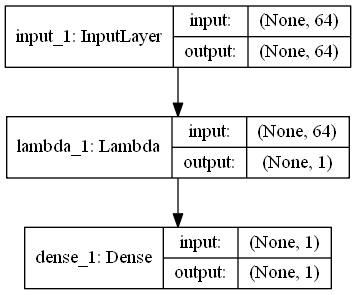 input_1: InputLayer
input: (None, 64)
output: (None, 64)
lambda_1: Lambda
input: (None, 64)
output: (None, 1)
dense_1: Dense
input: (None, 1)
output: (None, 1)